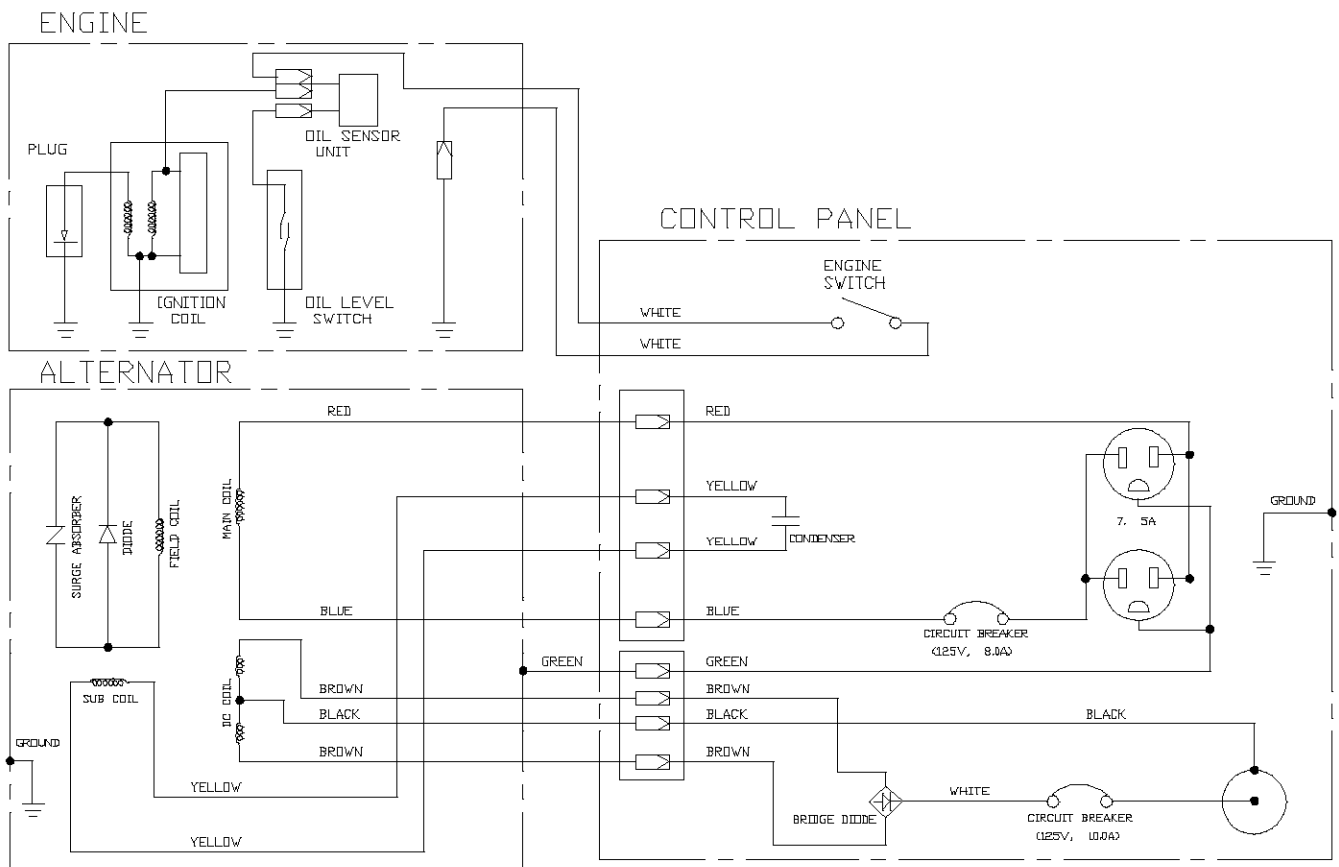 ENGINE
PLUG
OIL SENSOR
UNIT
IGNITION
COIL
OIL LEVEL
SWITCH
CONTROL PANEL
ENGINE
SWITCH
WHITE
WHITE
ALTERNATOR
RED
RED
SURGE ABSORBER
DIODE
FIELD COIL
MAIN COIL
YELLOW
YELLOW
CONDENSER
7, 5A
GROUND
BLUE
BLUE
CIRCUIT BREAKER
(125V, 8.0A)
GREEN
GREEN
SUB COIL
DC COIL
BROWN
BROWN
BLACK
BLACK
BLACK
BROWN
BROWN
GROUND
YELLOW
YELLOW
BRIDGE DIODE
WHITE
CIRCUIT BREAKER
(125V, 10.0A)